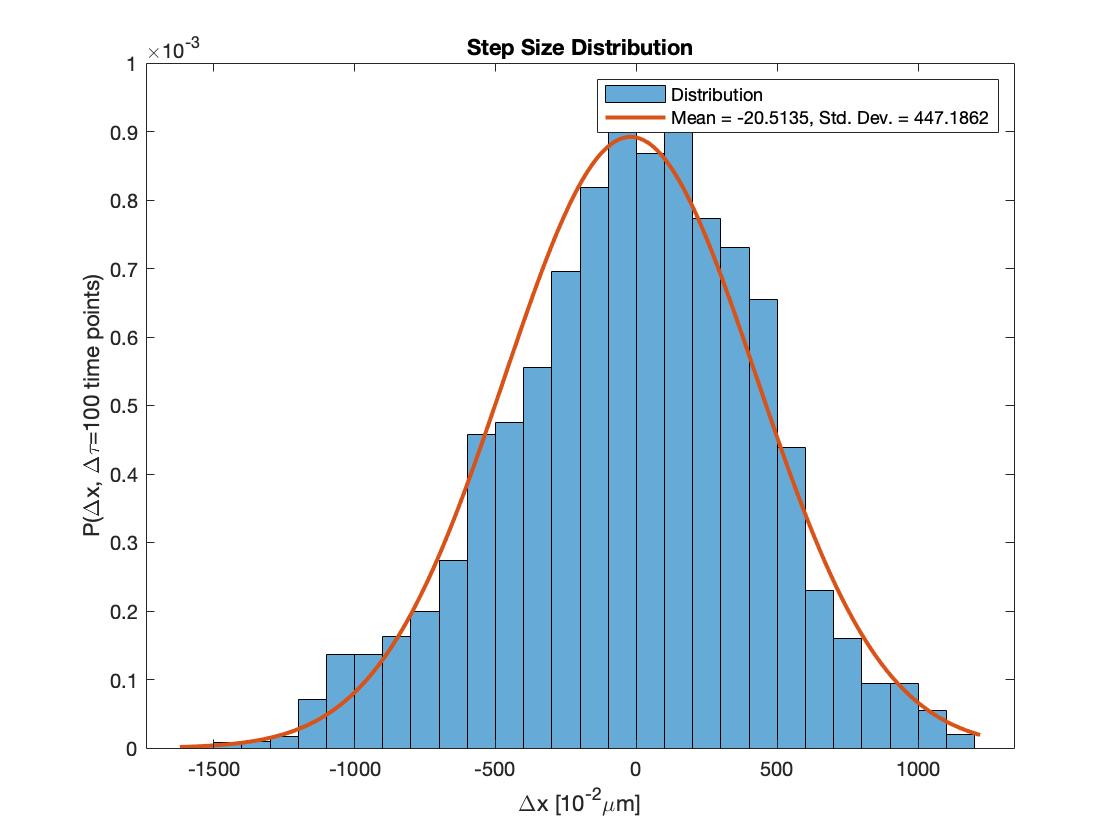 Step Size Distribution
×10⁻³
Distribution
Mean = -20.5135, Std. Dev. = 447.1862
1
0.9
0.8
0.7
0.6
0.5
0.4
0.3
0.2
0.1
0
P(Δx, Δτ=100 time points)
-1500 -1000 -500 0 500 1000
Δx [10⁻²μm]